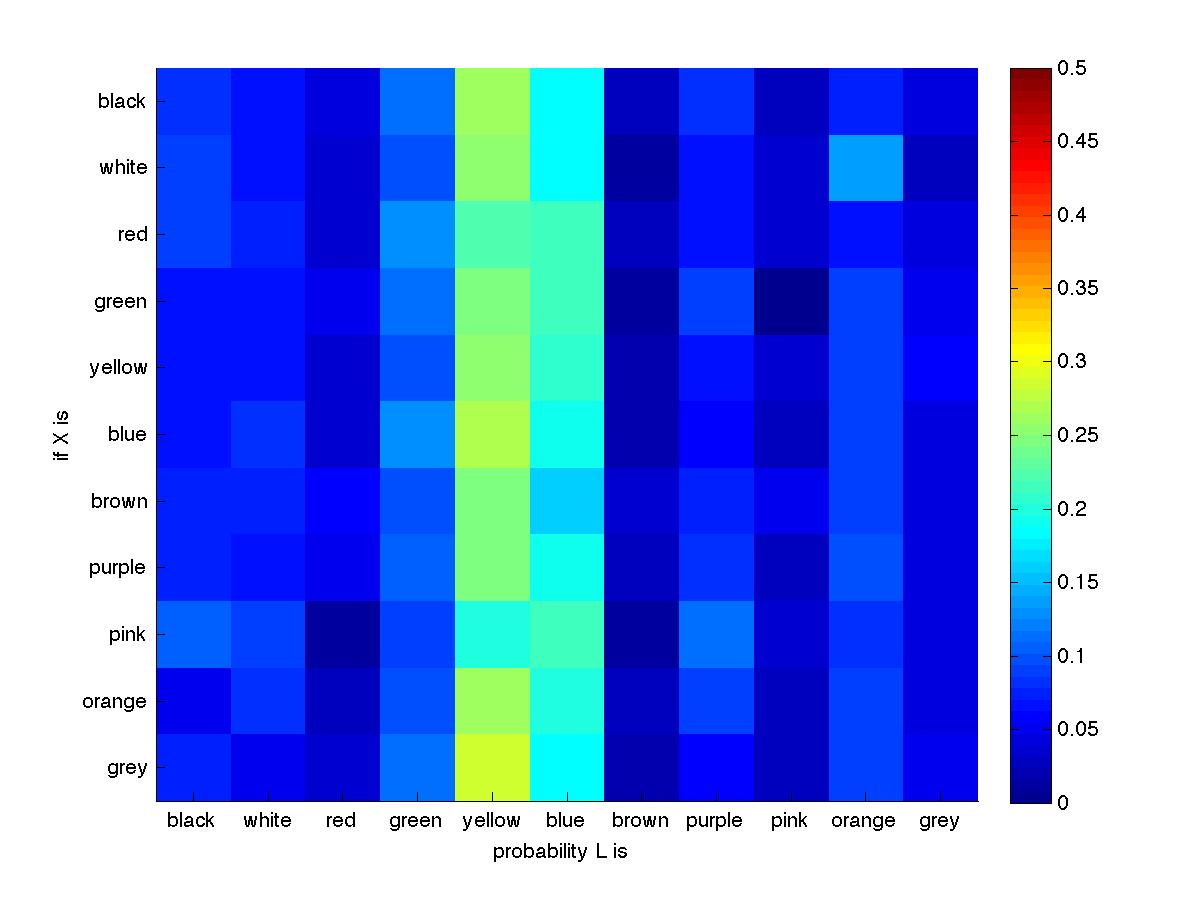 black
white
red
green
yellow
blue
brown
purple
pink
orange
grey
if X is
black white red green yellow blue brown purple pink orange grey
probability L is
0.5
0.45
0.4
0.35
0.3
0.25
0.2
0.15
0.1
0.05
0